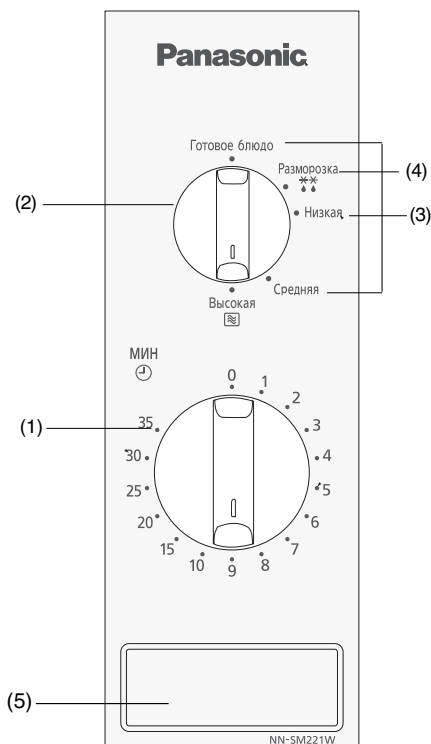 Panasonic
Готовое блюдо
Разморозка
(4)
(2)
Низкая
(3)
Средняя
Высокая
МИН
0
1
2
3
4
5
6
7
8
9
10
15
20
25
30
35
(1)
(5)
NN-SM221W